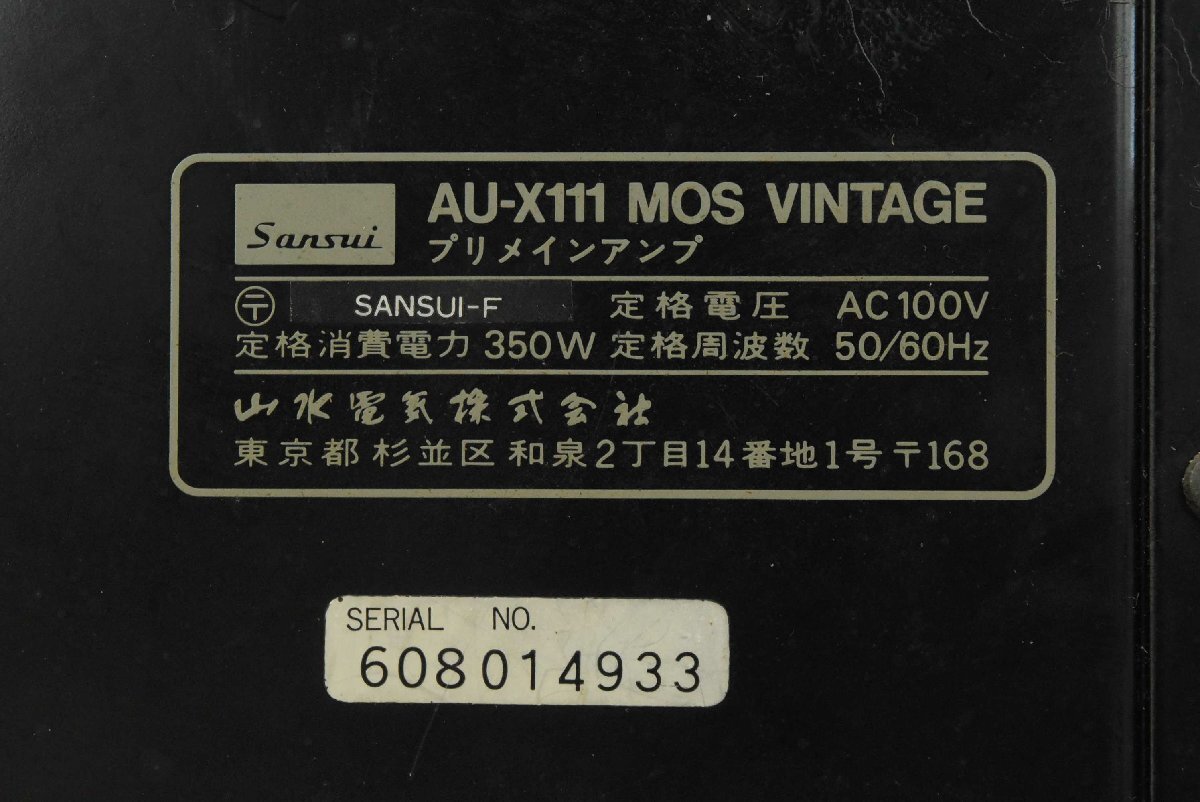 Sansui
AU-X111 MOS VINTAGE
プリメインアンプ
〒 SANSUI-F 定格電圧 AC 100V
定格消費電力 350W 定格周波数 50/60Hz
山水電気株式会社
東京都杉並区和泉2丁目14番地1号 〒168
SERIAL NO.
608014933